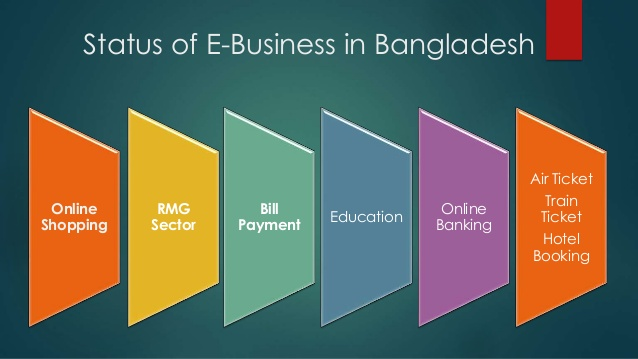 Status of E-Business in Bangladesh
Online
Shopping
RMG
Sector
Bill
Payment
Education
Online
Banking
Air Ticket
Train
Ticket
Hotel
Booking